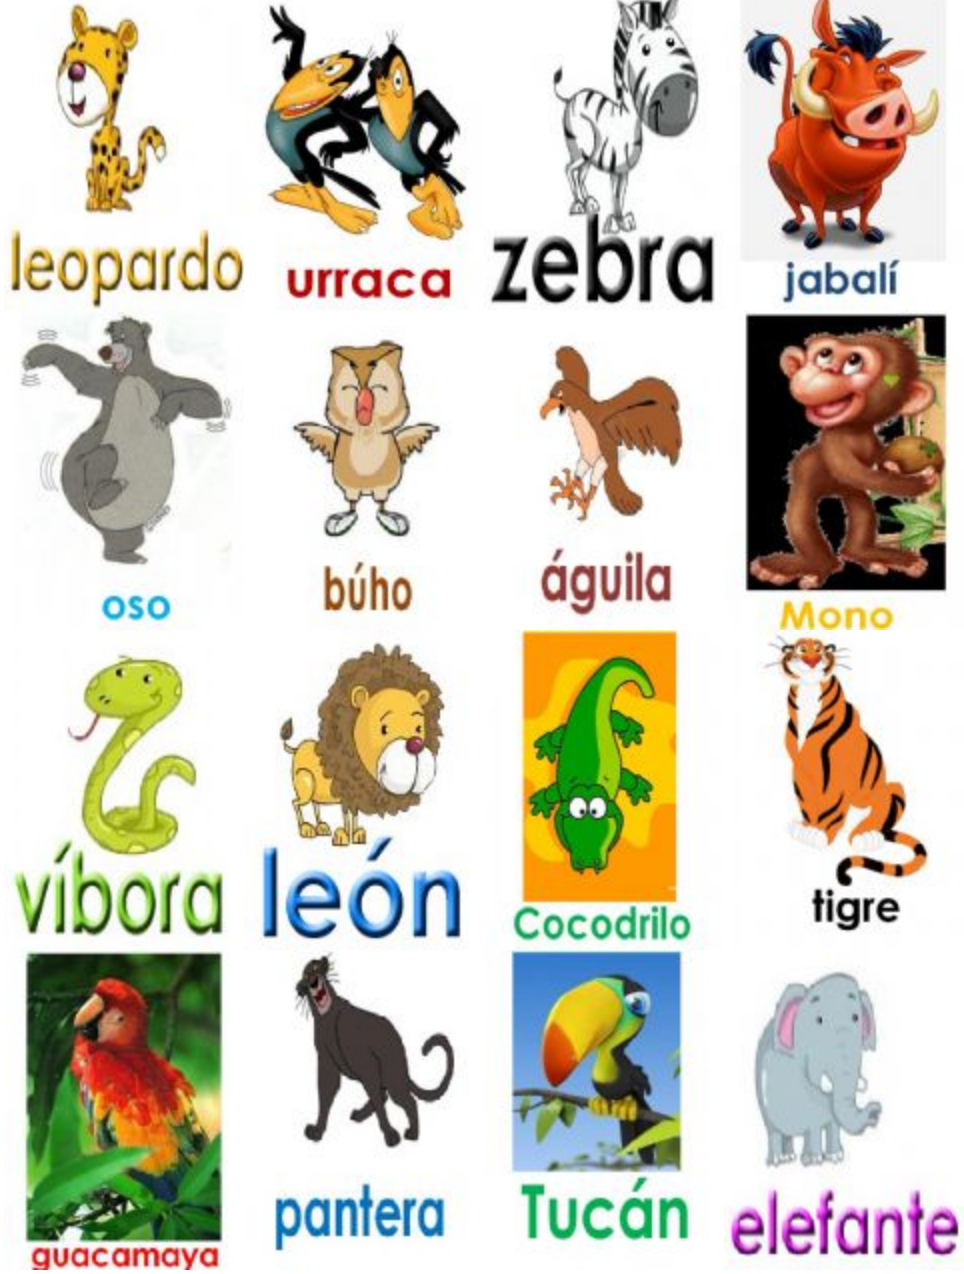 leopardo
urraca
zebra
jabalí
oso
búho
águila
Mono
víbora
león
Cocodrilo
tigre
guacamaya
pantera
Tucán
elefante